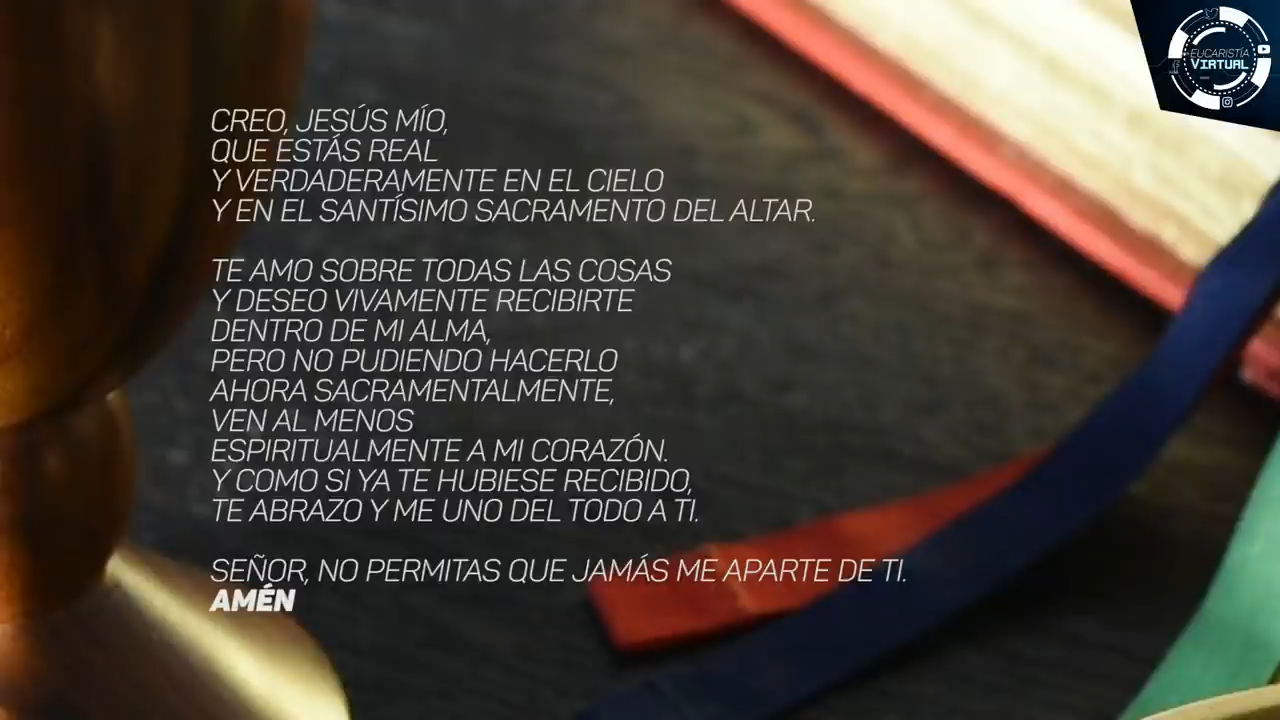 EUCARISTÍA
VIRTUAL
CREO, JESÚS MÍO,
QUE ESTÁS REAL
Y VERDADERAMENTE EN EL CIELO
Y EN EL SANTÍSIMO SACRAMENTO DEL ALTAR.
TE AMO SOBRE TODAS LAS COSAS
Y DESEO VIVAMENTE RECIBIRTE
DENTRO DE MI ALMA,
PERO NO PUDIENDO HACERLO
AHORA SACRAMENTALMENTE,
VEN AL MENOS
ESPIRITUALMENTE A MI CORAZÓN.
Y COMO SI YA TE HUBIESE RECIBIDO,
TE ABRAZO Y ME UNO DEL TODO A TI.
SEÑOR, NO PERMITAS QUE JAMÁS ME APARTE DE TI.
AMÉN